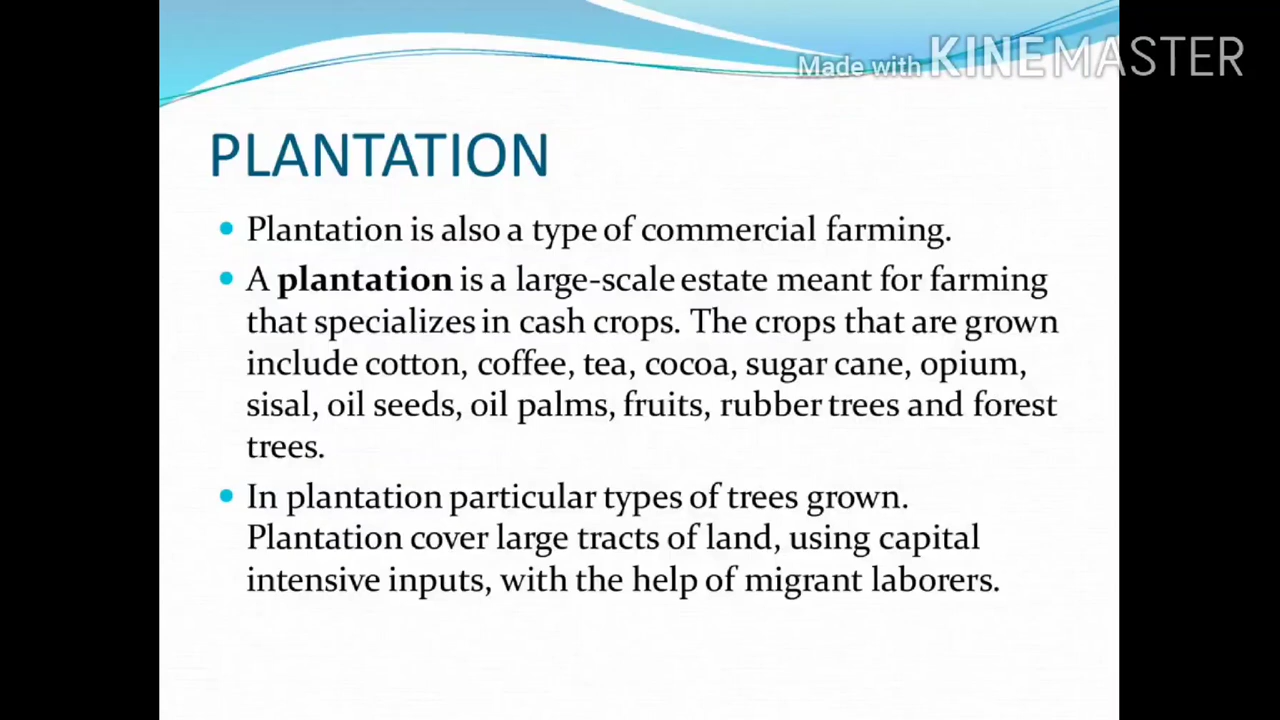 Made with KINEMASTER
PLANTATION
• Plantation is also a type of commercial farming.
• A plantation is a large-scale estate meant for farming
that specializes in cash crops. The crops that are grown
include cotton, coffee, tea, cocoa, sugar cane, opium,
sisal, oil seeds, oil palms, fruits, rubber trees and forest
trees.
• In plantation particular types of trees grown.
Plantation cover large tracts of land, using capital
intensive inputs, with the help of migrant laborers.